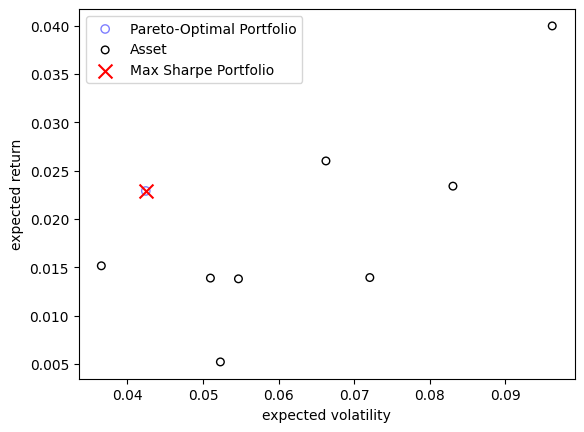 0.040
0.035
0.030
0.025
0.020
0.015
0.010
0.005
expected return
Pareto-Optimal Portfolio
Asset
Max Sharpe Portfolio
0.04 0.05 0.06 0.07 0.08 0.09
expected volatility